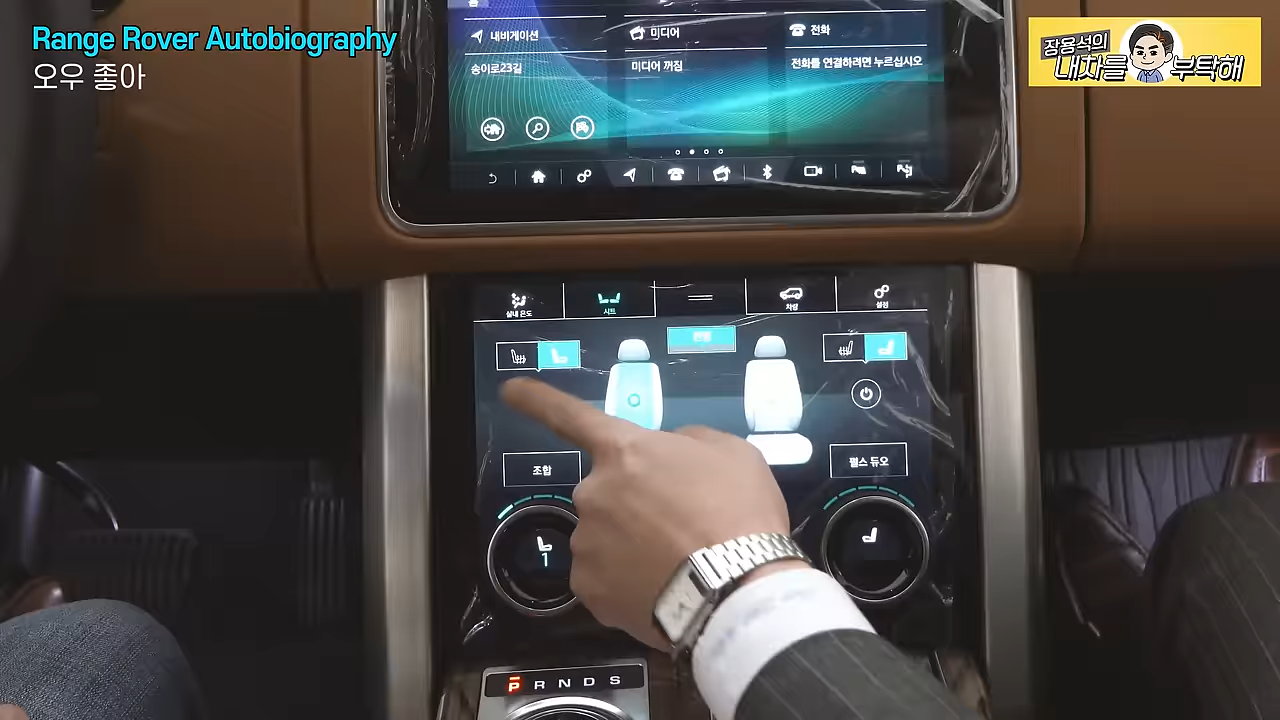 Range Rover Autobiography
오우 좋아
장용석의
내차를 부탁해
내비게이션
미디어
전화
송이로23길
미디어 꺼짐
전화를 연결하려면 누르십시오
실내 온도
시트
차량
설정
조합
펄스 듀오
1
P R N D S